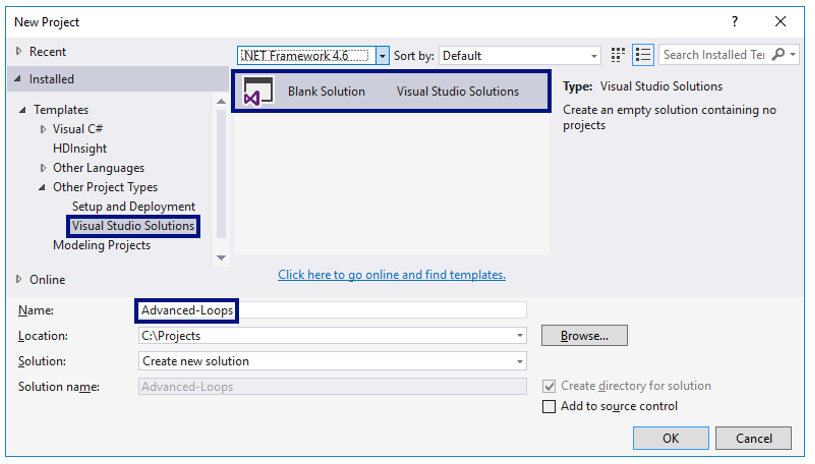 New Project
?
Recent
.NET Framework 4.6 Sort by: Default Search Installed Te
Installed
Blank Solution Visual Studio Solutions
Type: Visual Studio Solutions
Create an empty solution containing no
projects
Templates
Visual C#
HDInsight
Other Languages
Other Project Types
Setup and Deployment
Visual Studio Solutions
Modeling Projects
Online
Click here to go online and find templates.
Name: Advanced-Loops
Location: C:\Projects Browse...
Solution: Create new solution
Solution name: Advanced-Loops Create directory for solution
Add to source control
OK Cancel